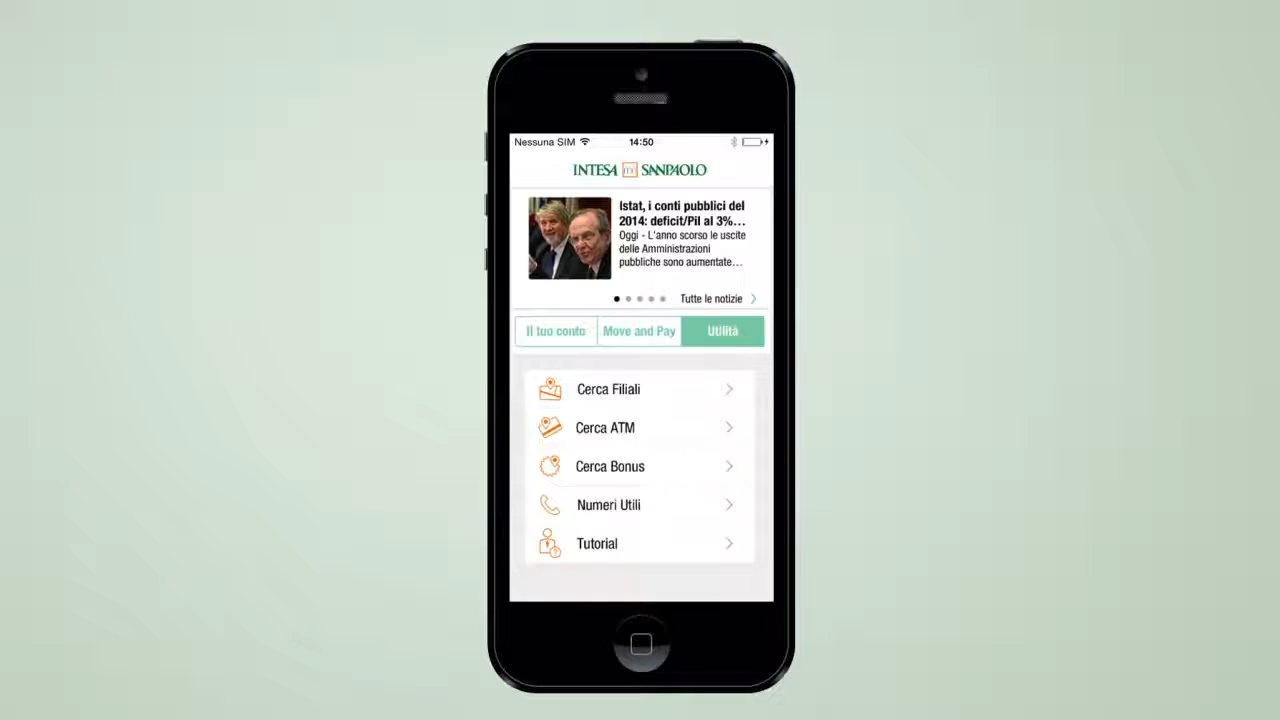 Nessuna SIM
14:50
INTESA SANPAOLO
Istat, i conti pubblici del
2014: deficit/Pil al 3%...
Oggi - L'anno scorso le uscite
delle Amministrazioni
pubbliche sono aumentate...
Tutte le notizie
Il tuo conto
Move and Pay
Utilità
Cerca Filiali
Cerca ATM
Cerca Bonus
Numeri Utili
Tutorial